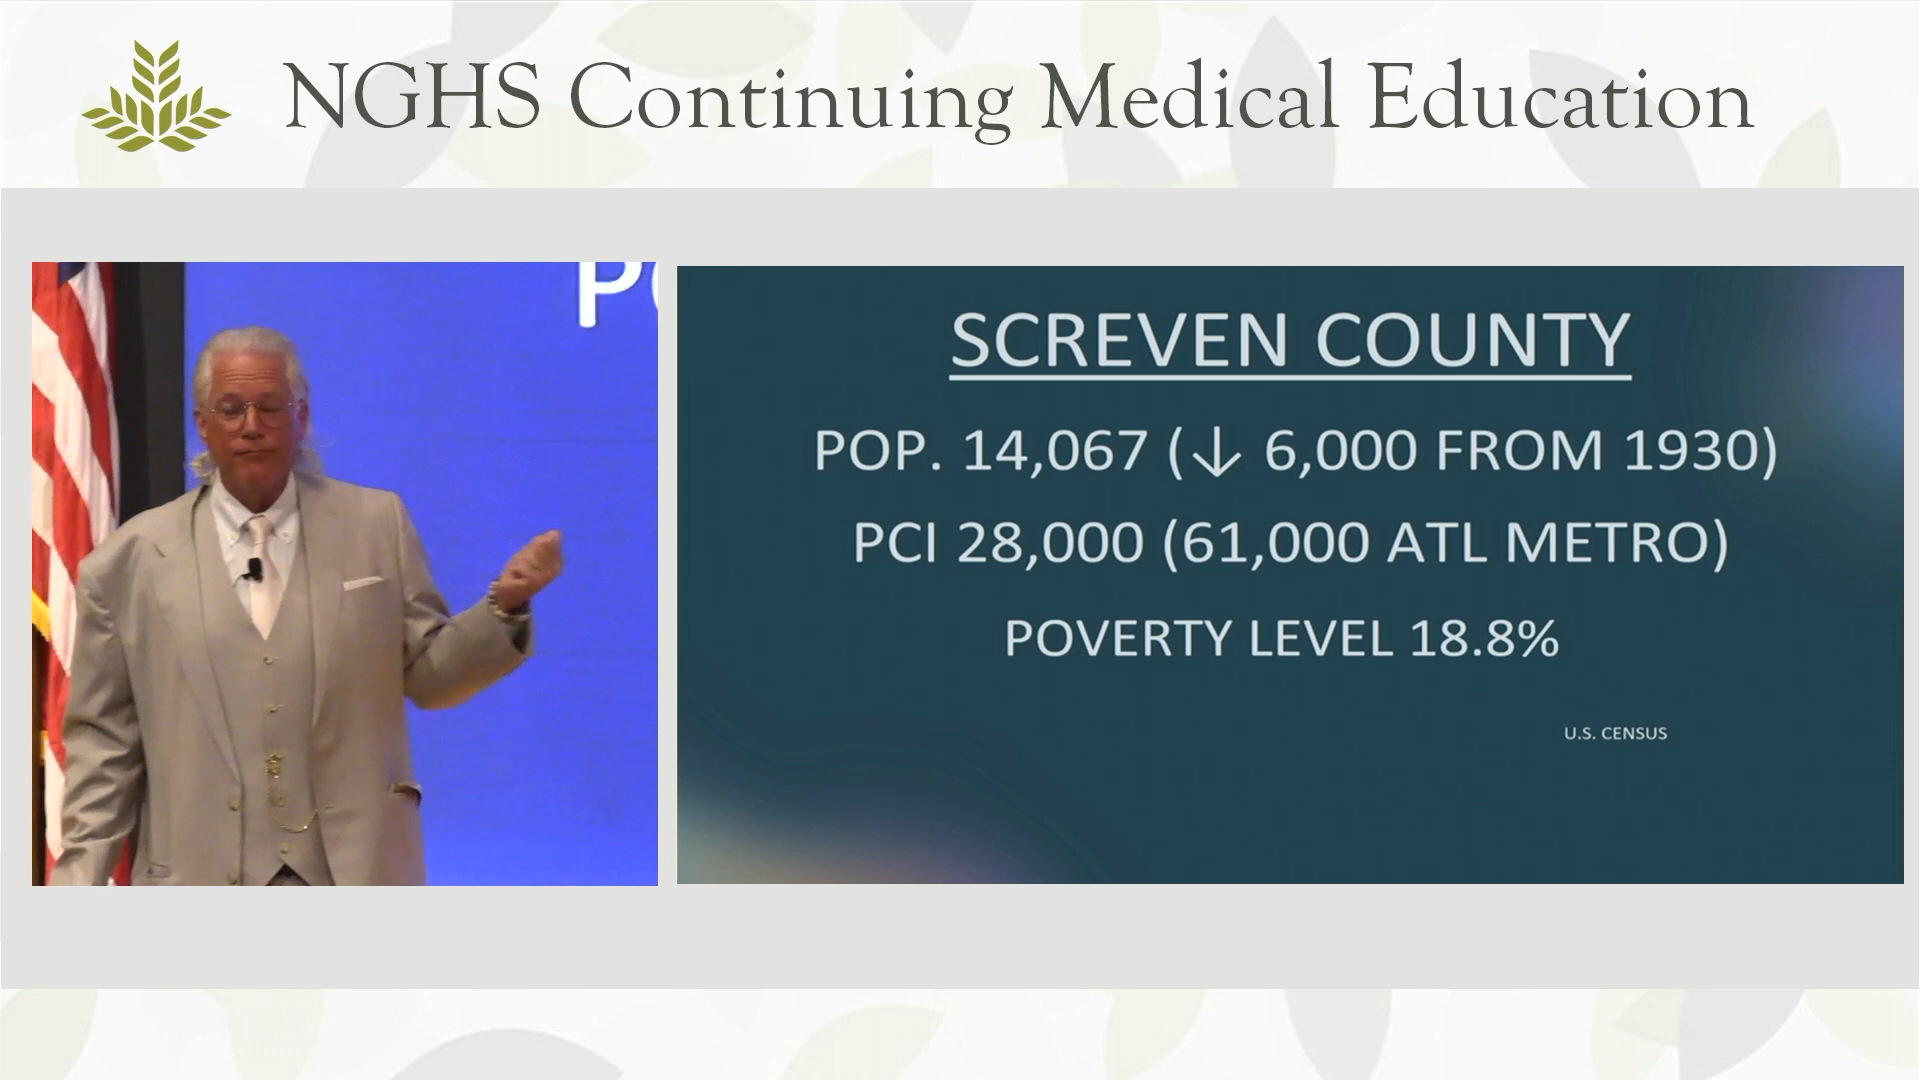 NGHS Continuing Medical Education
P
SCREVEN COUNTY
POP. 14,067 (↓ 6,000 FROM 1930)
PCI 28,000 (61,000 ATL METRO)
POVERTY LEVEL 18.8%
U.S. CENSUS